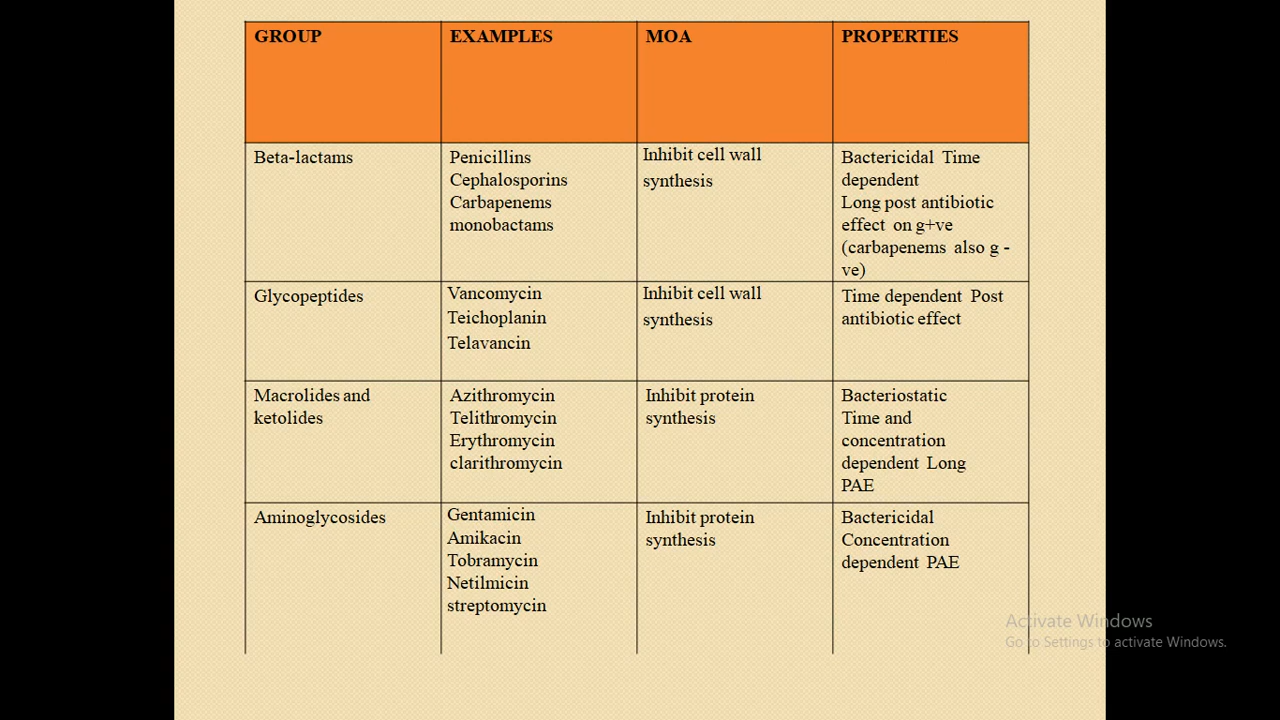 GROUP
EXAMPLES
MOA
PROPERTIES
Beta-lactams
Penicillins
Cephalosporins
Carbapenems
monobactams
Inhibit cell wall
synthesis
Bactericidal Time
dependent
Long post antibiotic
effect on g+ve
(carbapenems also g -
ve)
Glycopeptides
Vancomycin
Teichoplanin
Telavancin
Inhibit cell wall
synthesis
Time dependent Post
antibiotic effect
Macrolides and
ketolides
Azithromycin
Telithromycin
Erythromycin
clarithromycin
Inhibit protein
synthesis
Bacteriostatic
Time and
concentration
dependent Long
PAE
Aminoglycosides
Gentamicin
Amikacin
Tobramycin
Netilmicin
streptomycin
Inhibit protein
synthesis
Bactericidal
Concentration
dependent PAE
Activate Windows
Go to Settings to activate Windows.